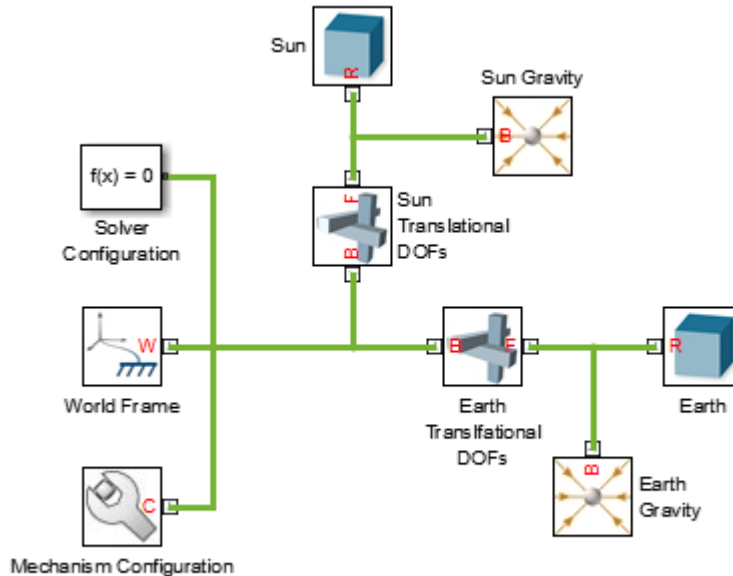 Sun
R
Sun Gravity
B
f(x) = 0
Solver
Configuration
F
B
Sun
Translational
DOFs
W
World Frame
B
F
Earth
Translfational
DOFs
R
Earth
C
Mechanism Configuration
B
Earth
Gravity